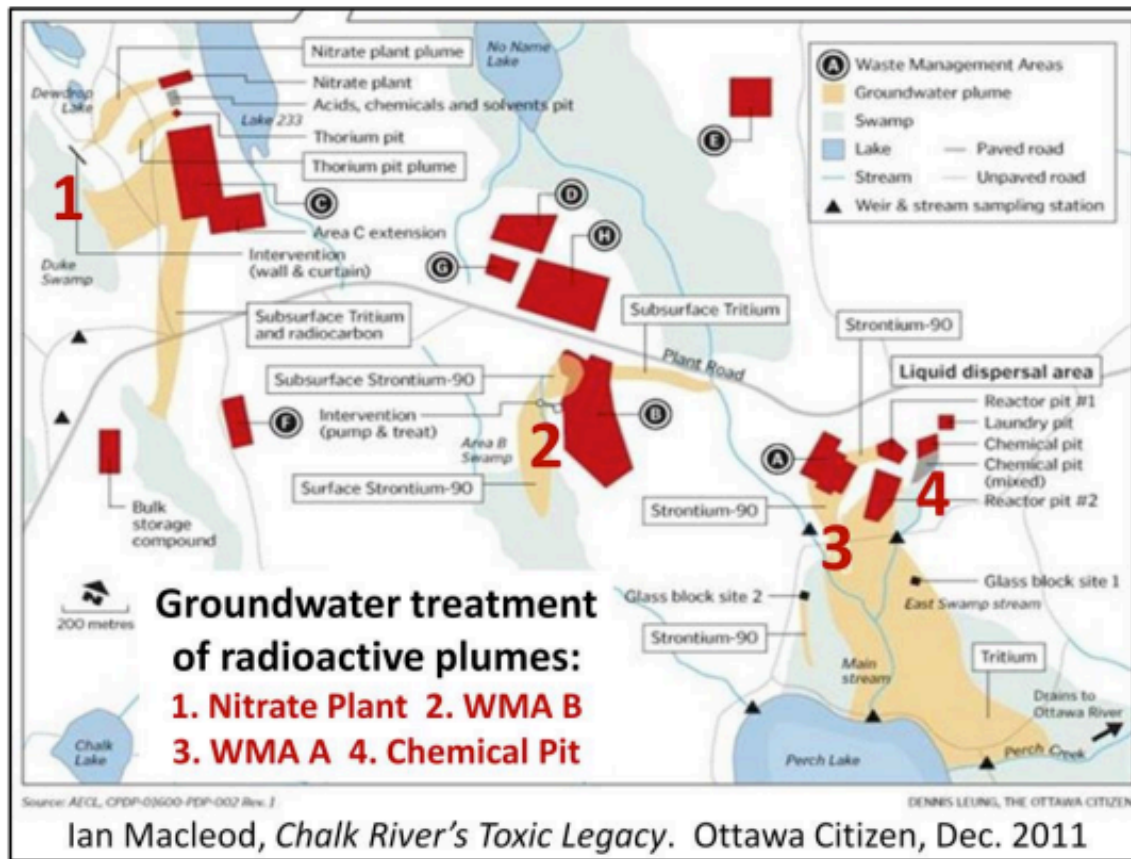 Nitrate plant plume
Nitrate plant
Acids, chemicals and solvents pit
Thorium pit
Thorium pit plume
Dewdrop
Lake
Lake 233
No Name
Lake
C
Area C extension
Intervention
(wall & curtain)
1
Duke
Swamp
Subsurface Tritium
and radiocarbon
A Waste Management Areas
Groundwater plume
Swamp
Lake
Paved road
Stream
Unpaved road
Weir & stream sampling station
E
D
H
G
Subsurface Tritium
Plant Road
Subsurface Strontium-90
Intervention
(pump & treat)
F
Area B
Swamp
2
B
Surface Strontium-90
Bulk
storage
compound
Strontium-90
Liquid dispersal area
Reactor pit #1
Laundry pit
Chemical pit
Chemical pit
(mixed)
Reactor pit #2
A
4
Strontium-90
3
Glass block site 1
Glass block site 2
East Swamp stream
Strontium-90
Main
stream
Tritium
Drains to
Ottawa River
Perch Creek
Perch Lake
Chalk
Lake
200 metres
Groundwater treatment
of radioactive plumes:
1. Nitrate Plant 2. WMA B
3. WMA A 4. Chemical Pit
Source: AECL, CPDP-01600-PDP-002 Rev. 1
DENNIS LEUNG, THE OTTAWA CITIZEN
Ian Macleod, Chalk River's Toxic Legacy. Ottawa Citizen, Dec. 2011